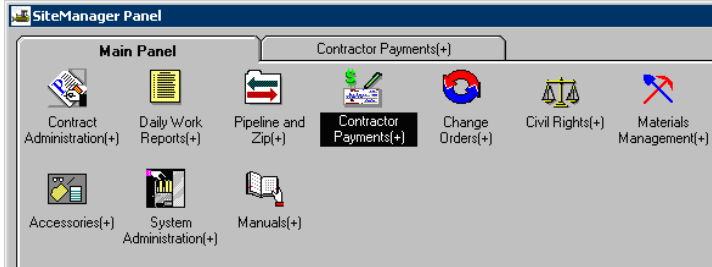 SiteManager Panel
Main Panel
Contractor Payments(+)
Contract
Administration(+)
Daily Work
Reports(+)
Pipeline and
Zip(+)
Contractor
Payments(+)
Change
Orders(+)
Civil Rights(+)
Materials
Management(+)
Accessories(+)
System
Administration(+)
Manuals(+)